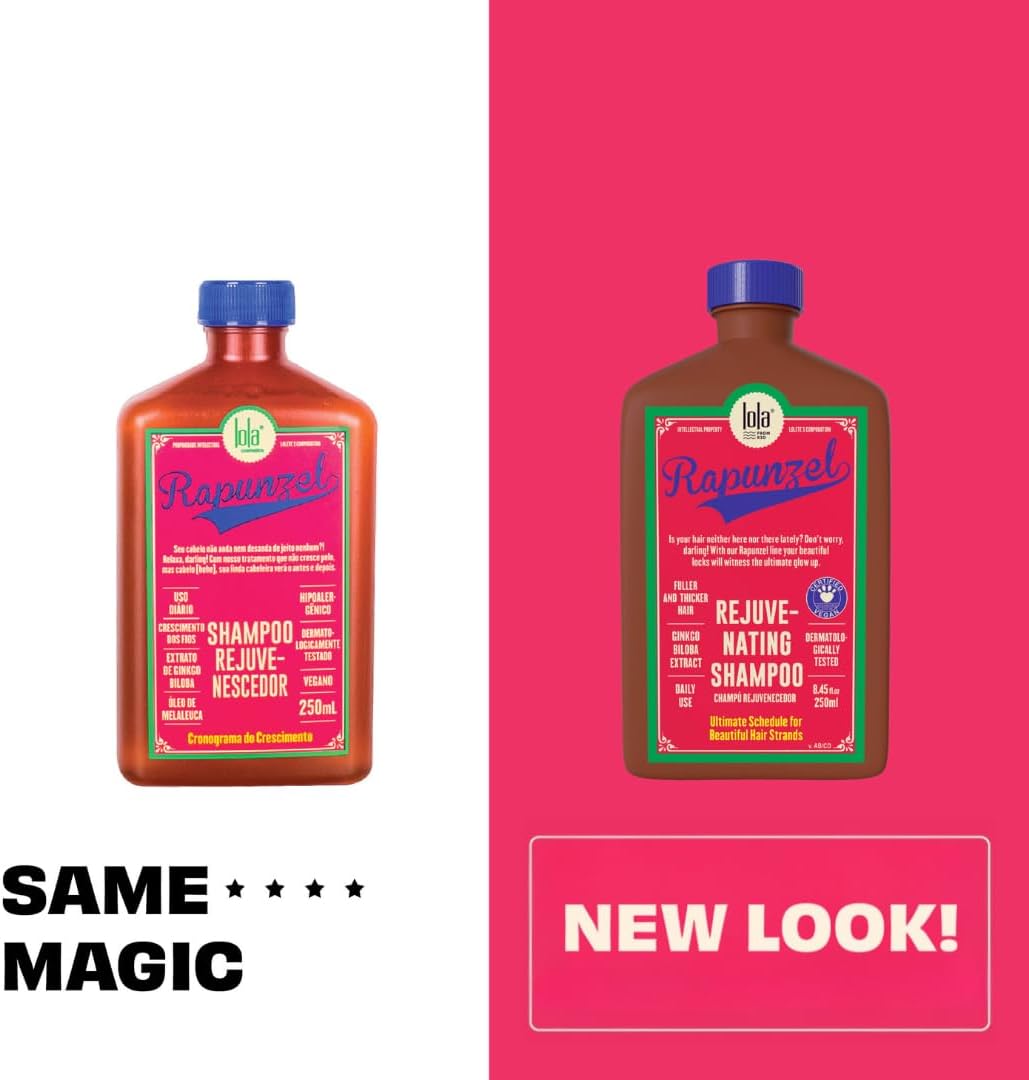 lola®
COSMETICS
PROPRIEDADE INTELECTUAL
LOLITE'S CORPORATION
Rapunzel
Seu cabelo não anda nem desanda de jeito nenhum?!
Relaxa, darling! Com nosso tratamento que não cresce pelo,
mas cabelo (hehe), sua linda cabeleira verá o antes e depois.
USO
DIÁRIO
CRESCIMENTO
DOS FIOS
EXTRATO
DE GINKGO
BILOBA
ÓLEO DE
MELALEUCA
SHAMPOO
REJUVE-
NESCEDOR
HIPOALER-
GÊNICO
DERMATO-
LOGICAMENTE
TESTADO
VEGANO
250mL
Cronograma do Crescimento
SAME
MAGIC
lola®
FROM
RIO
INTELLECTUAL PROPERTY
LOLITE'S CORPORATION
Rapunzel
Is your hair neither here nor there lately? Don't worry,
darling! With our Rapunzel line your beautiful
locks will witness the ultimate glow up.
FULLER
AND THICKER
HAIR
GINKGO
BILOBA
EXTRACT
DAILY
USE
REJUVE-
NATING
SHAMPOO
CHAMPÚ REJUVENECEDOR
CERTIFIED
VEGAN
DERMATOLO-
GICALLY
TESTED
8.45 fl.oz
250ml
Ultimate Schedule for
Beautiful Hair Strands
v. AB/CO
NEW LOOK!